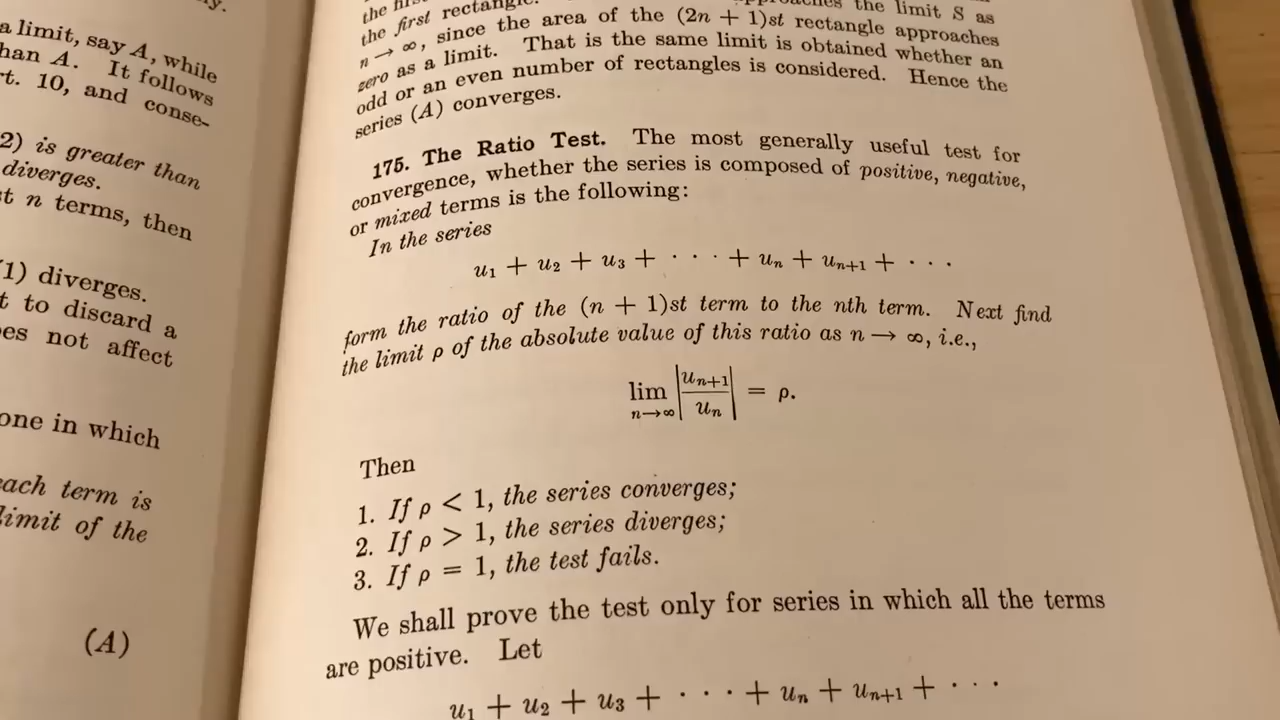 y.
a limit, say A, while
han A. It follows
rt. 10, and conse-
2) is greater than
diverges.
st n terms, then
(1) diverges.
t to discard a
oes not affect
one in which
each term is
limit of the
(A)
the limit S as
the first rectangle.
n → ∞, since the area of the (2n + 1)st rectangle approaches
zero as a limit. That is the same limit is obtained whether an
odd or an even number of rectangles is considered. Hence the
series (A) converges.
175. The Ratio Test. The most generally useful test for
convergence, whether the series is composed of positive, negative,
or mixed terms is the following:
In the series
u₁ + u₂ + u₃ + · · · + uₙ + uₙ₊₁ + · · ·
form the ratio of the (n + 1)st term to the nth term. Next find
the limit ρ of the absolute value of this ratio as n → ∞, i.e.,
lim n→∞ |uₙ₊₁ / uₙ| = ρ.
Then
1. If ρ < 1, the series converges;
2. If ρ > 1, the series diverges;
3. If ρ = 1, the test fails.
We shall prove the test only for series in which all the terms
are positive. Let
u₁ + u₂ + u₃ + · · · + uₙ + uₙ₊₁ + · · ·